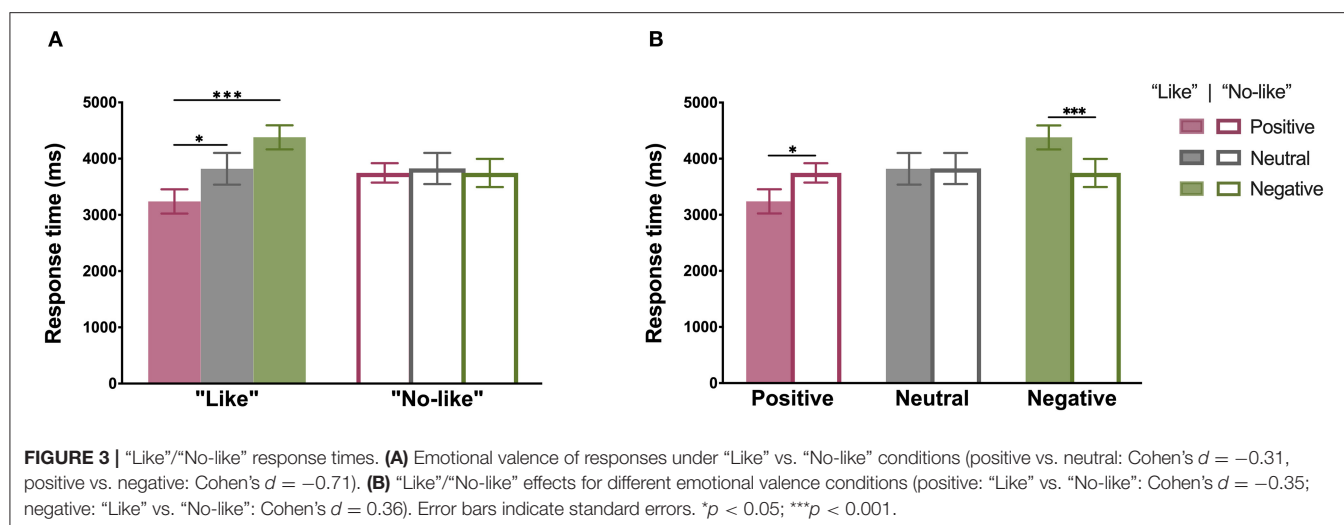 A
B
"Like" | "No-like"
Positive
Neutral
Negative
Response time (ms)
5000
4000
3000
2000
1000
0
***
*
"Like"
"No-like"
Response time (ms)
5000
4000
3000
2000
1000
0
*
***
Positive
Neutral
Negative
FIGURE 3 | “Like”/“No-like” response times. (A) Emotional valence of responses under “Like” vs. “No-like” conditions (positive vs. neutral: Cohen’s d = −0.31,
positive vs. negative: Cohen’s d = −0.71). (B) “Like”/“No-like” effects for different emotional valence conditions (positive: “Like” vs. “No-like”: Cohen’s d = −0.35;
negative: “Like” vs. “No-like”: Cohen’s d = 0.36). Error bars indicate standard errors. *p < 0.05; ***p < 0.001.